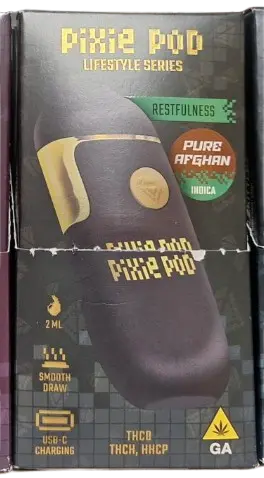 PiXiE POD
LIFESTYLE SERIES
RESTFULNESS
PURE
AFGHAN
INDICA
PiXiE POD
PiXiE POD
2 ML
SMOOTH
DRAW
USB-C
CHARGING
THCD
THCH, HHCP
GA